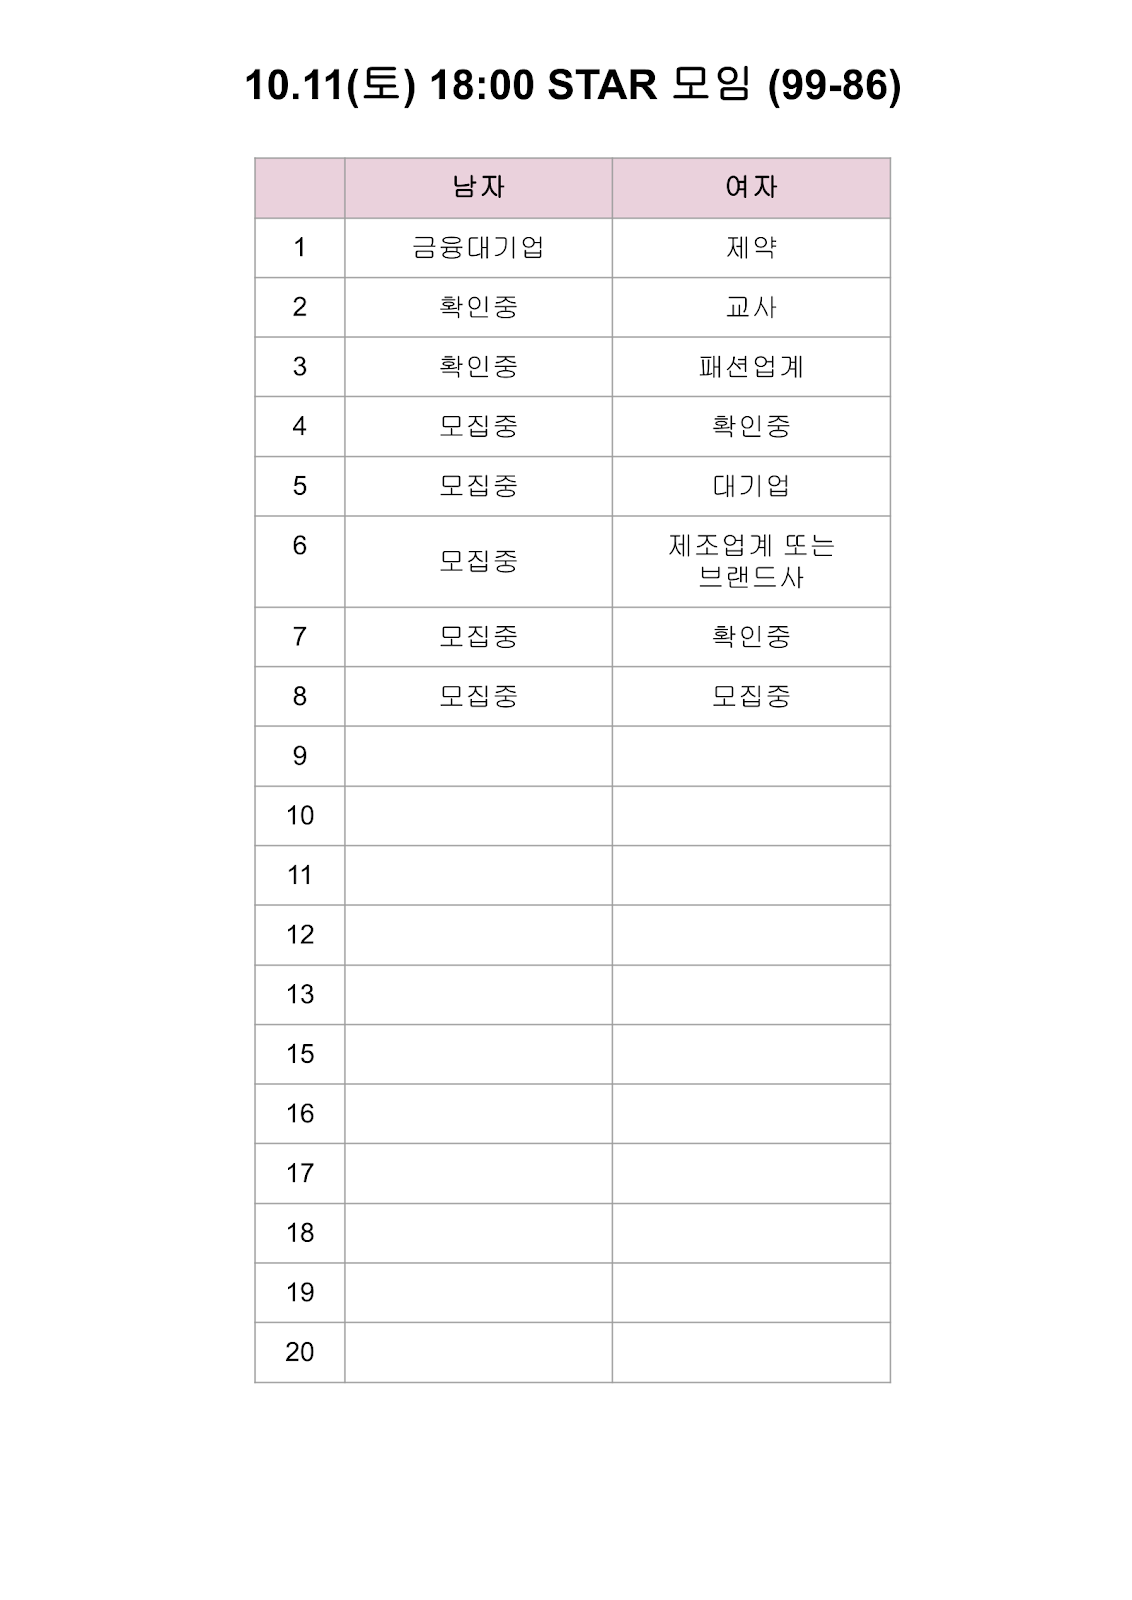 10.11(토) 18:00 STAR 모임 (99-86)
남자 여자
1 금융대기업 제약
2 확인중 교사
3 확인중 패션업계
4 모집중 확인중
5 모집중 대기업
6 모집중 제조업계 또는
브랜드사
7 모집중 확인중
8 모집중 모집중
9
10
11
12
13
15
16
17
18
19
20